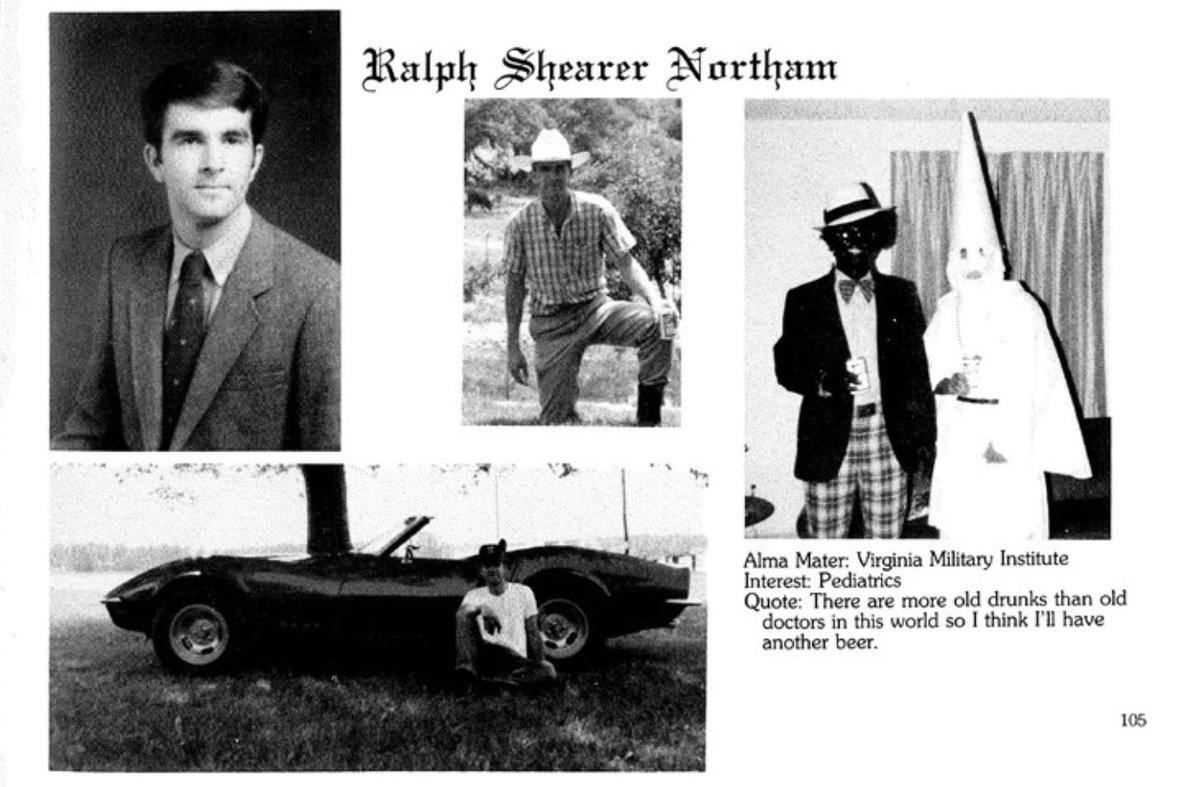 Ralph Shearer Northam
Alma Mater: Virginia Military Institute
Interest: Pediatrics
Quote: There are more old drunks than old
doctors in this world so I think I'll have
another beer.
105